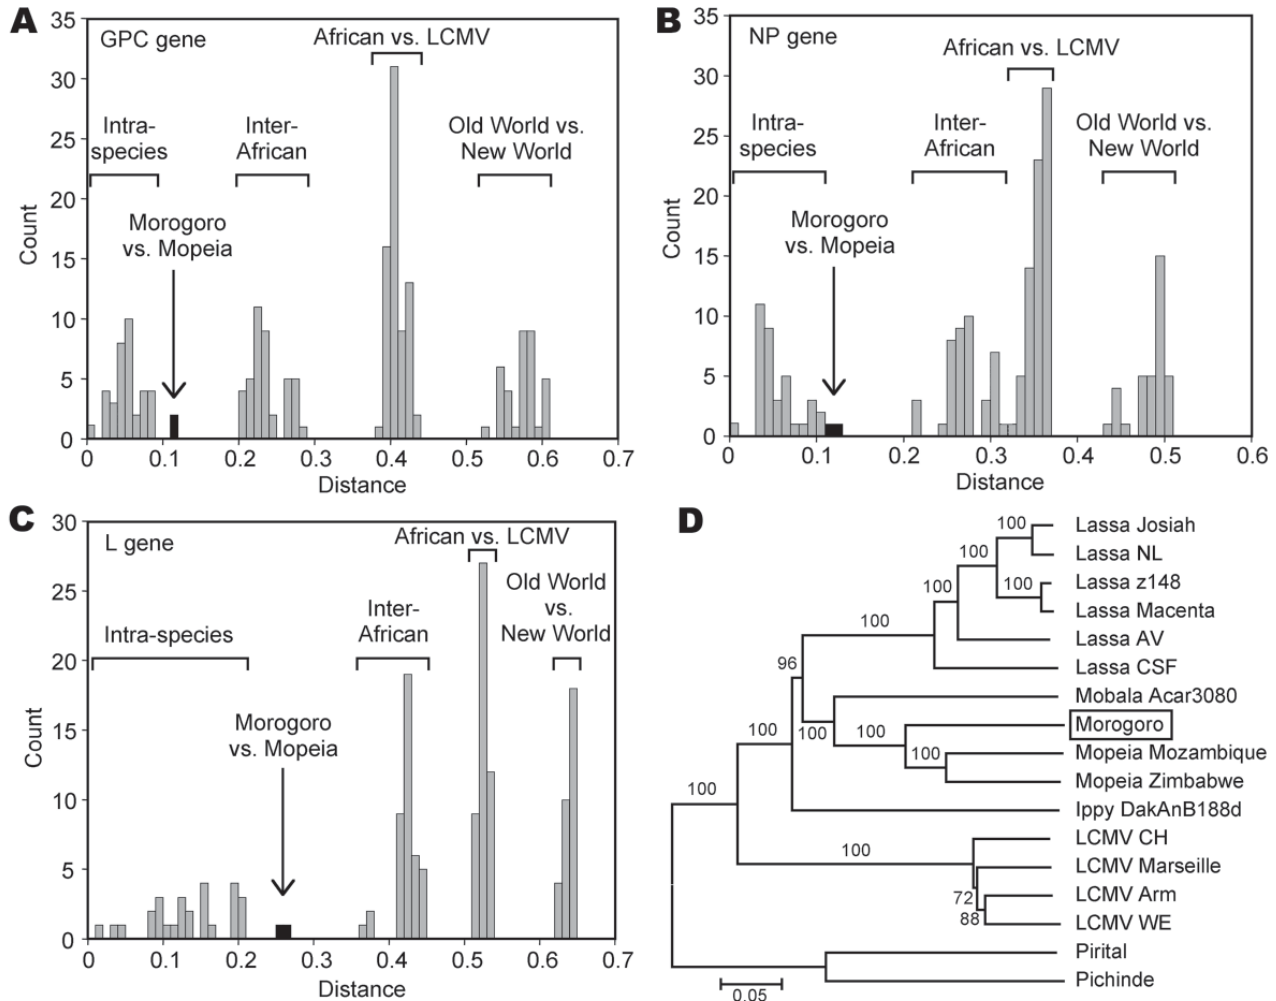 A
GPC gene
African vs. LCMV
Intra-
species
Inter-
African
Old World vs.
New World
Morogoro
vs. Mopeia
Count
35
30
25
20
15
10
5
0
0 0.1 0.2 0.3 0.4 0.5 0.6 0.7
Distance
B
NP gene
African vs. LCMV
Intra-
species
Inter-
African
Old World vs.
New World
Morogoro
vs. Mopeia
Count
35
30
25
20
15
10
5
0
0 0.1 0.2 0.3 0.4 0.5 0.6
Distance
C
L gene
African vs. LCMV
Old World
vs.
New World
Inter-
African
Intra-species
Morogoro
vs. Mopeia
Count
30
25
20
15
10
5
0
0 0.1 0.2 0.3 0.4 0.5 0.6 0.7
Distance
D
100 Lassa Josiah
100
Lassa NL
100
100 Lassa z148
Lassa Macenta
100
Lassa AV
96
Lassa CSF
Mobala Acar3080
100
100
100
Morogoro
100
Mopeia Mozambique
Mopeia Zimbabwe
100
Ippy DakAnB188d
LCMV CH
100
LCMV Marseille
72
LCMV Arm
88
LCMV WE
Pirital
Pichinde
0.05